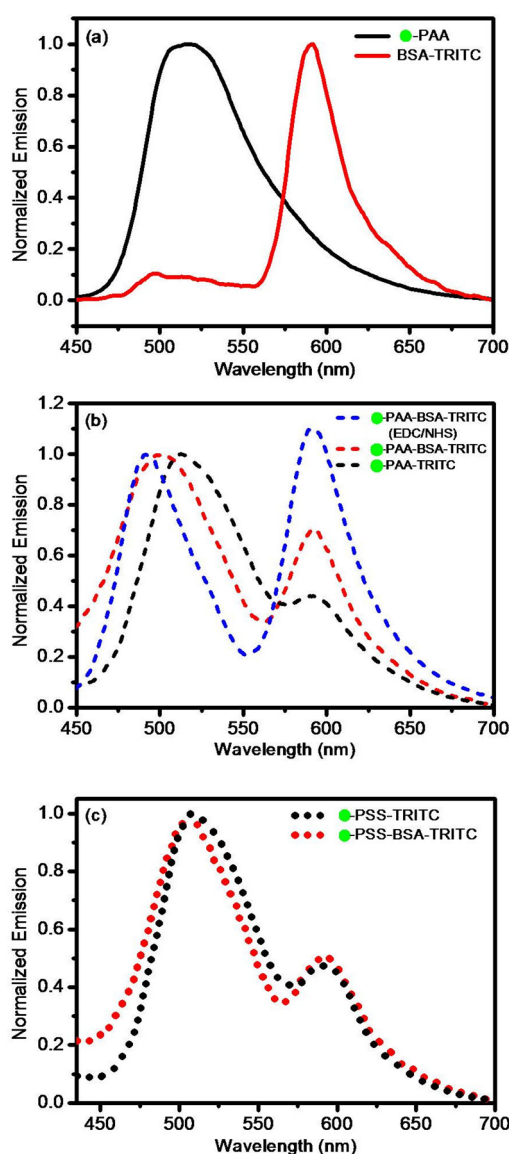 (a)
-PAA
BSA-TRITC
Normalized Emission
1.0
0.8
0.6
0.4
0.2
0.0
450 500 550 600 650 700
Wavelength (nm)
(b)
-PAA-BSA-TRITC
(EDC/NHS)
-PAA-BSA-TRITC
-PAA-TRITC
Normalized Emission
1.2
1.0
0.8
0.6
0.4
0.2
0.0
450 500 550 600 650 700
Wavelength (nm)
(c)
-PSS-TRITC
-PSS-BSA-TRITC
Normalized Emission
1.0
0.8
0.6
0.4
0.2
0.0
450 500 550 600 650 700
Wavelength (nm)